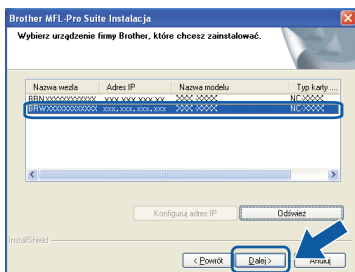 Brother MFL-Pro Suite Instalacja
Wybierz urządzenie firmy Brother, które chcesz zainstalować.
Nazwa wezla Adres IP Nazwa modelu Typ karty ....
BRNXXXXXXXXXXXX xxx.xxx.xxx.xxx XXX-XXXX NC-XXXX
BRWXXXXXXXXXXXX xxx.xxx.xxx.xxx XXX-XXXX NC-XXXX
Konfiguruj adres IP Odśwież
InstallShield
< Powrót Dalej > Anuluj